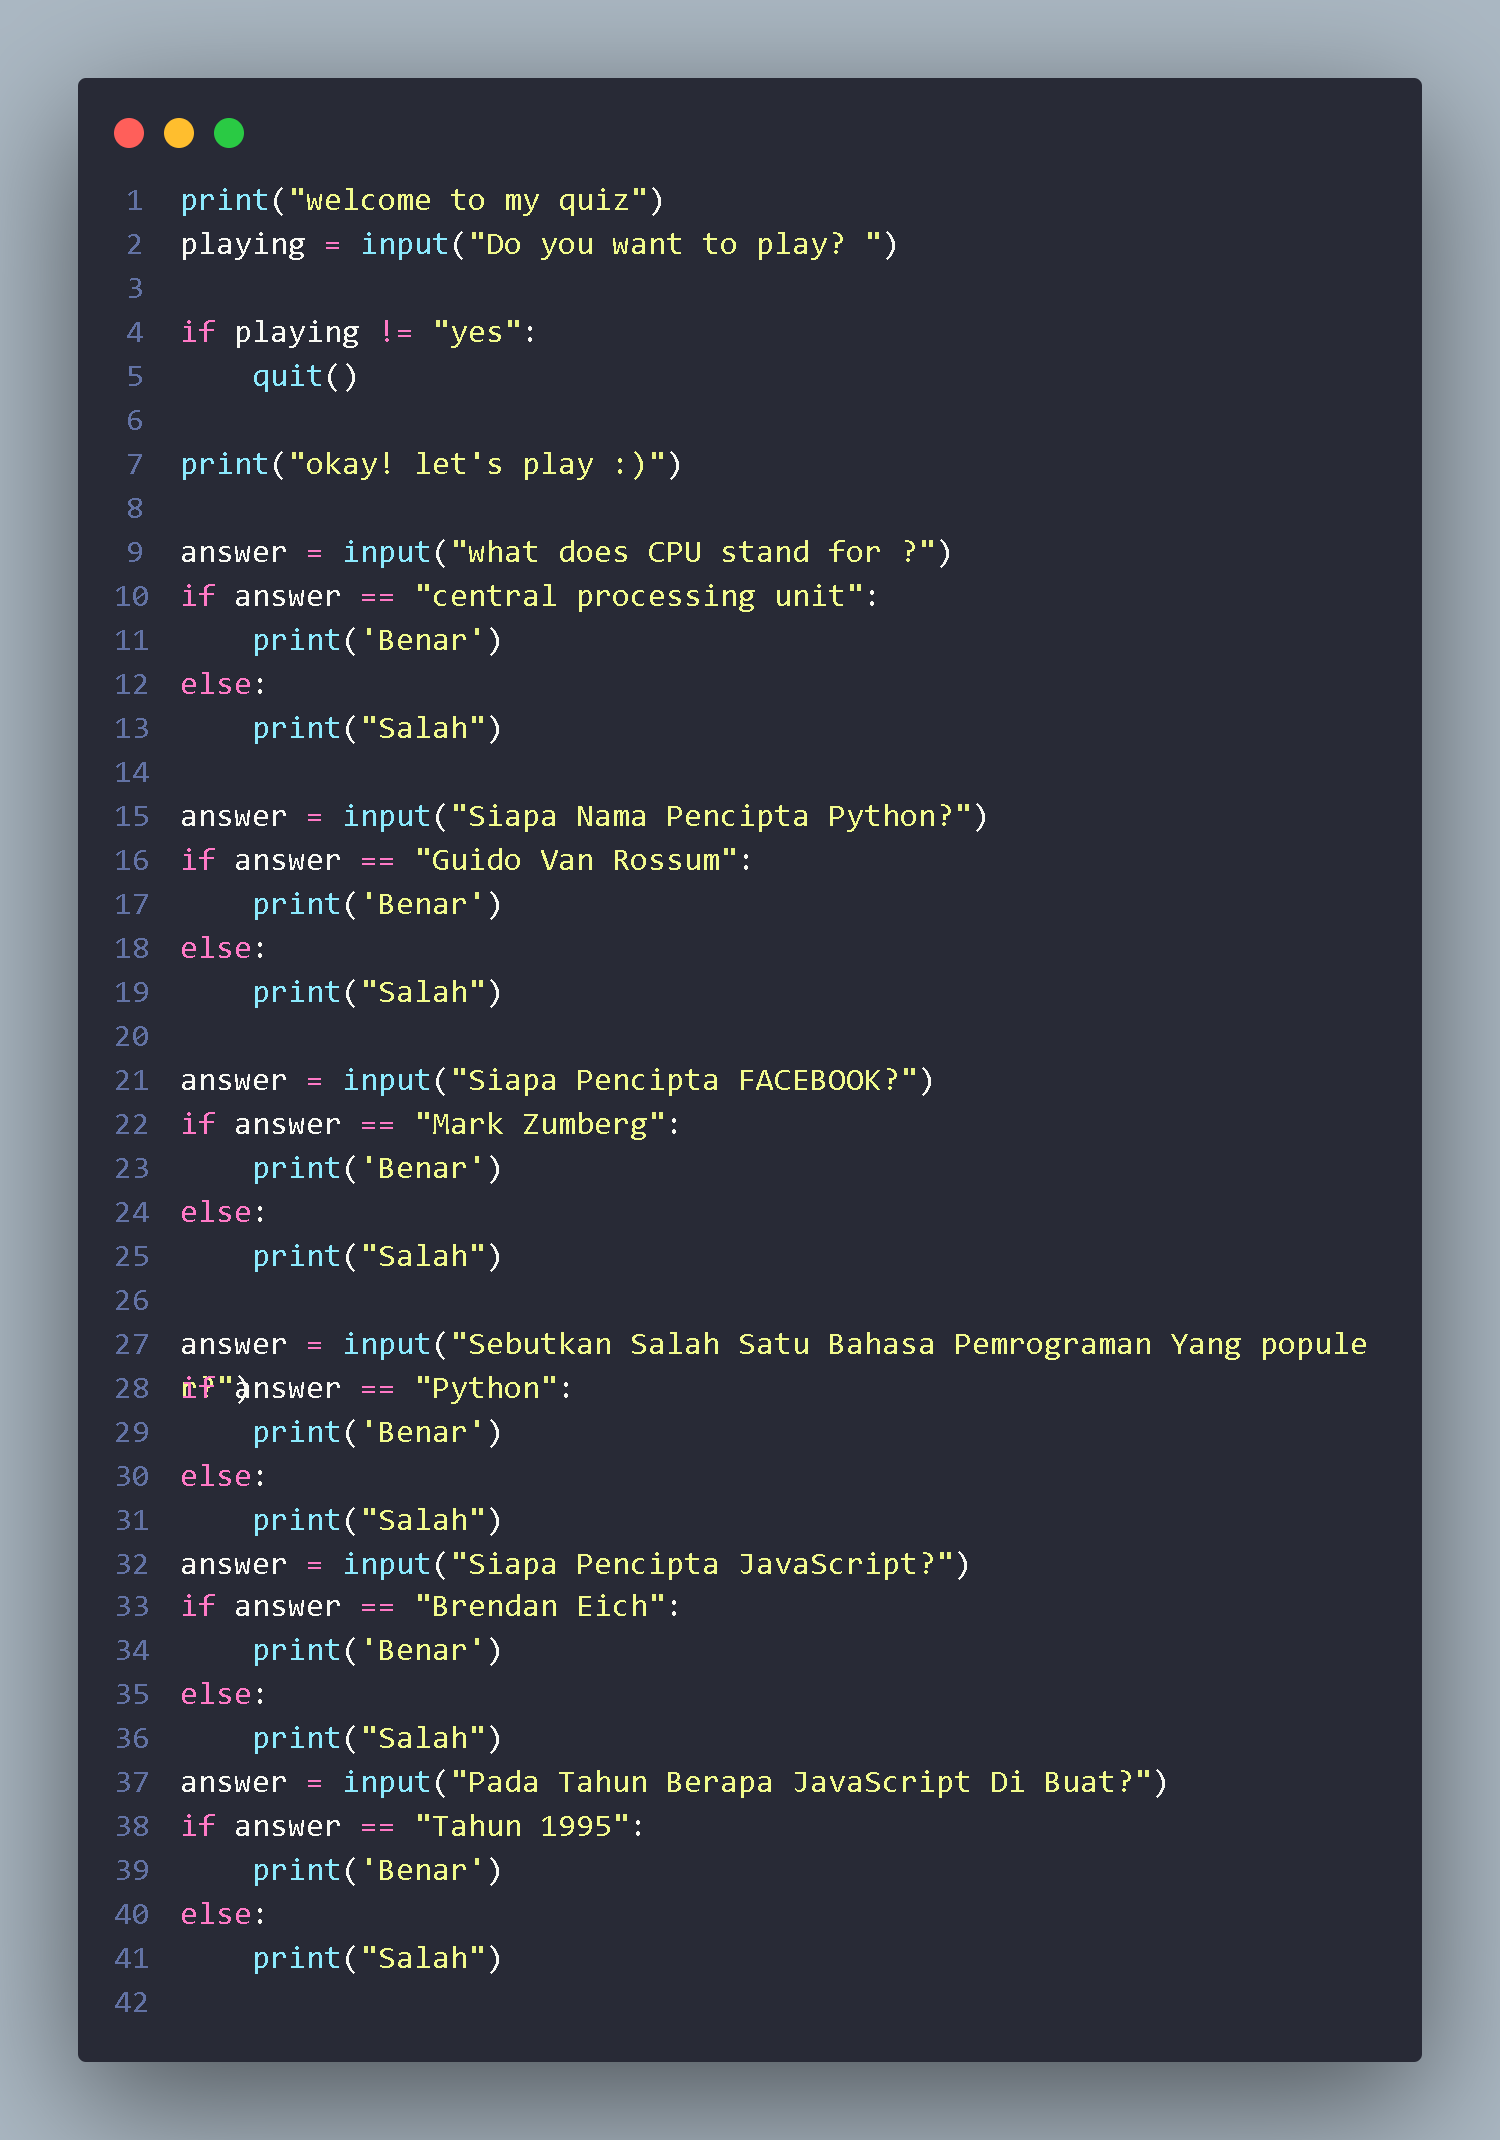 1 print("welcome to my quiz")
2 playing = input("Do you want to play? ")
3
4 if playing != "yes":
5     quit()
6
7 print("okay! let's play :)")
8
9 answer = input("what does CPU stand for ?")
10 if answer == "central processing unit":
11     print('Benar')
12 else:
13     print("Salah")
14
15 answer = input("Siapa Nama Pencipta Python?")
16 if answer == "Guido Van Rossum":
17     print('Benar')
18 else:
19     print("Salah")
20
21 answer = input("Siapa Pencipta FACEBOOK?")
22 if answer == "Mark Zumberg":
23     print('Benar')
24 else:
25     print("Salah")
26
27 answer = input("Sebutkan Salah Satu Bahasa Pemrograman Yang popule
r?")
28 if answer == "Python":
29     print('Benar')
30 else:
31     print("Salah")
32 answer = input("Siapa Pencipta JavaScript?")
33 if answer == "Brendan Eich":
34     print('Benar')
35 else:
36     print("Salah")
37 answer = input("Pada Tahun Berapa JavaScript Di Buat?")
38 if answer == "Tahun 1995":
39     print('Benar')
40 else:
41     print("Salah")
42